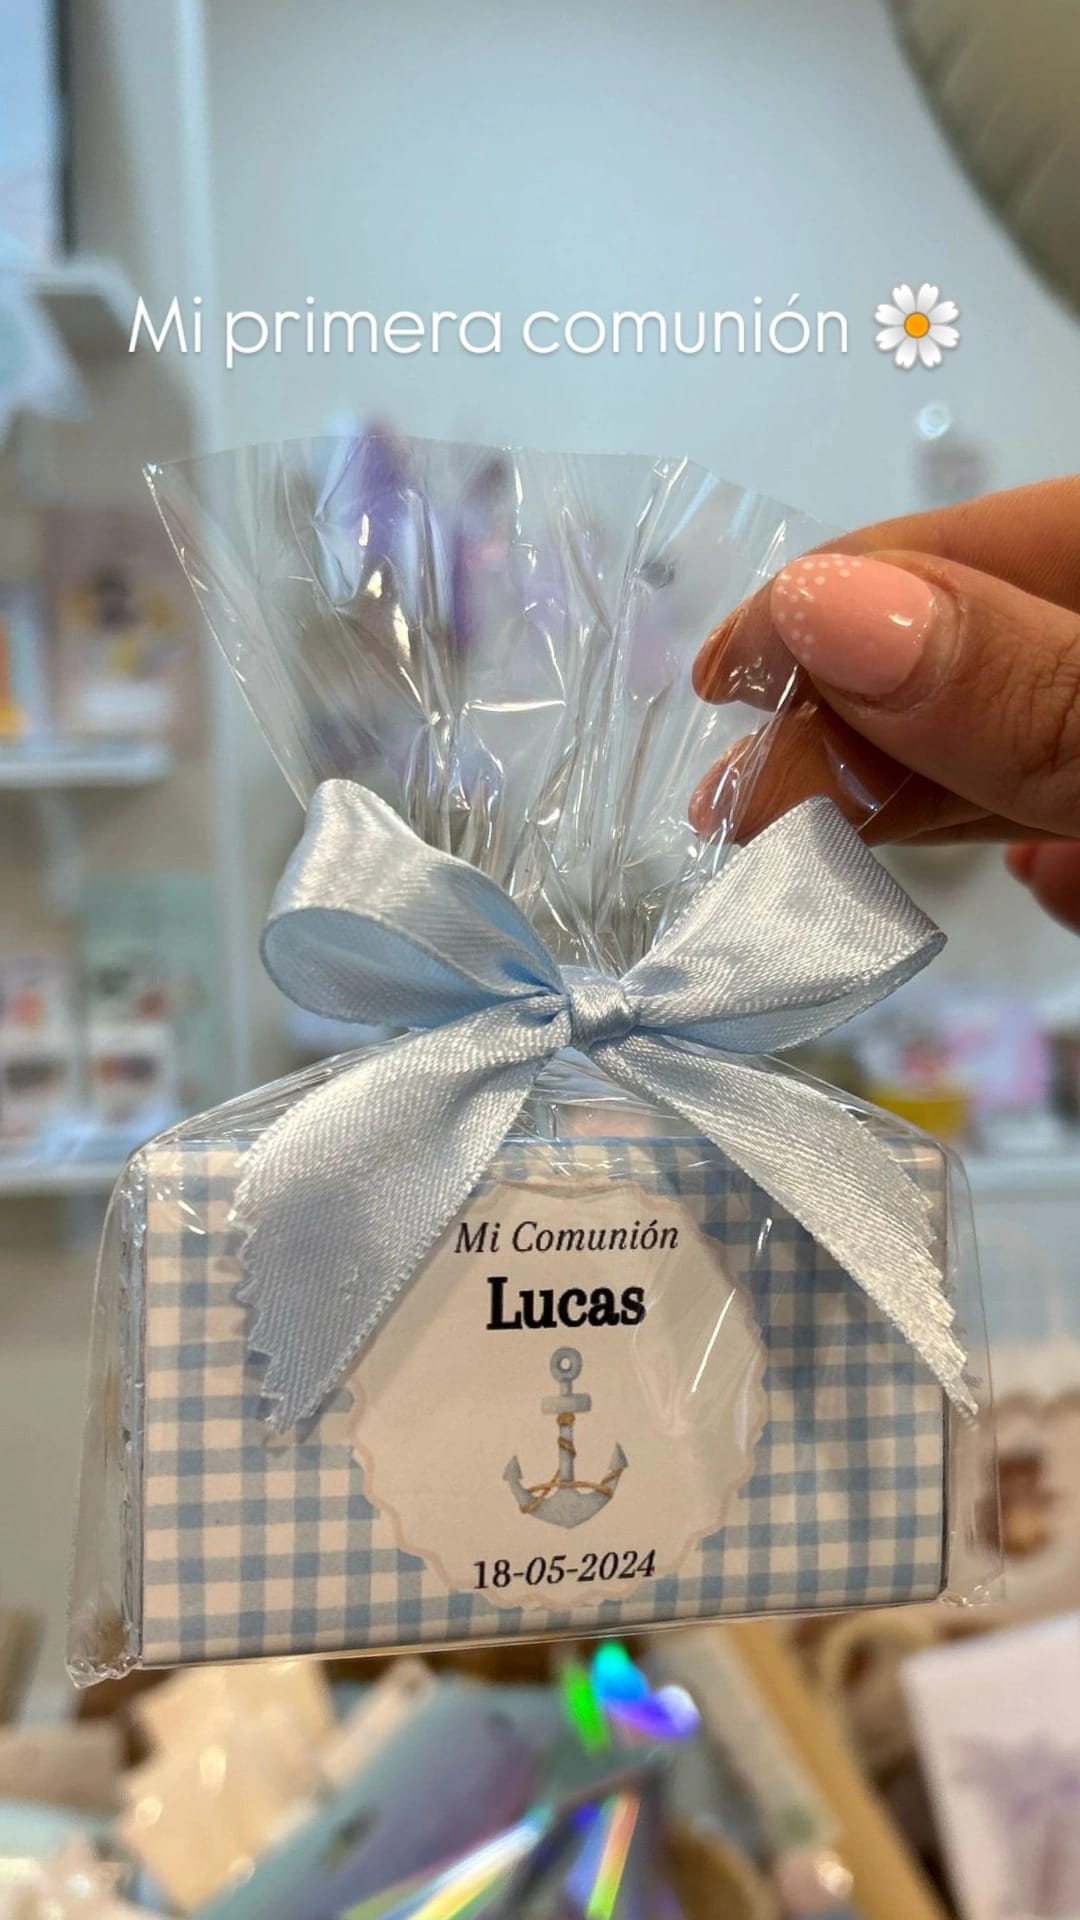 Mi primera comunión 🌼
Mi Comunión
Lucas
18-05-2024